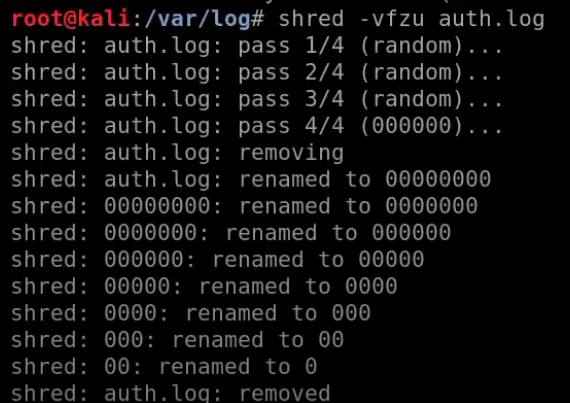 root@kali:/var/log# shred -vfzu auth.log
shred: auth.log: pass 1/4 (random)...
shred: auth.log: pass 2/4 (random)...
shred: auth.log: pass 3/4 (random)...
shred: auth.log: pass 4/4 (000000)...
shred: auth.log: removing
shred: auth.log: renamed to 00000000
shred: 00000000: renamed to 0000000
shred: 0000000: renamed to 000000
shred: 000000: renamed to 00000
shred: 00000: renamed to 0000
shred: 0000: renamed to 000
shred: 000: renamed to 00
shred: 00: renamed to 0
shred: auth.log: removed